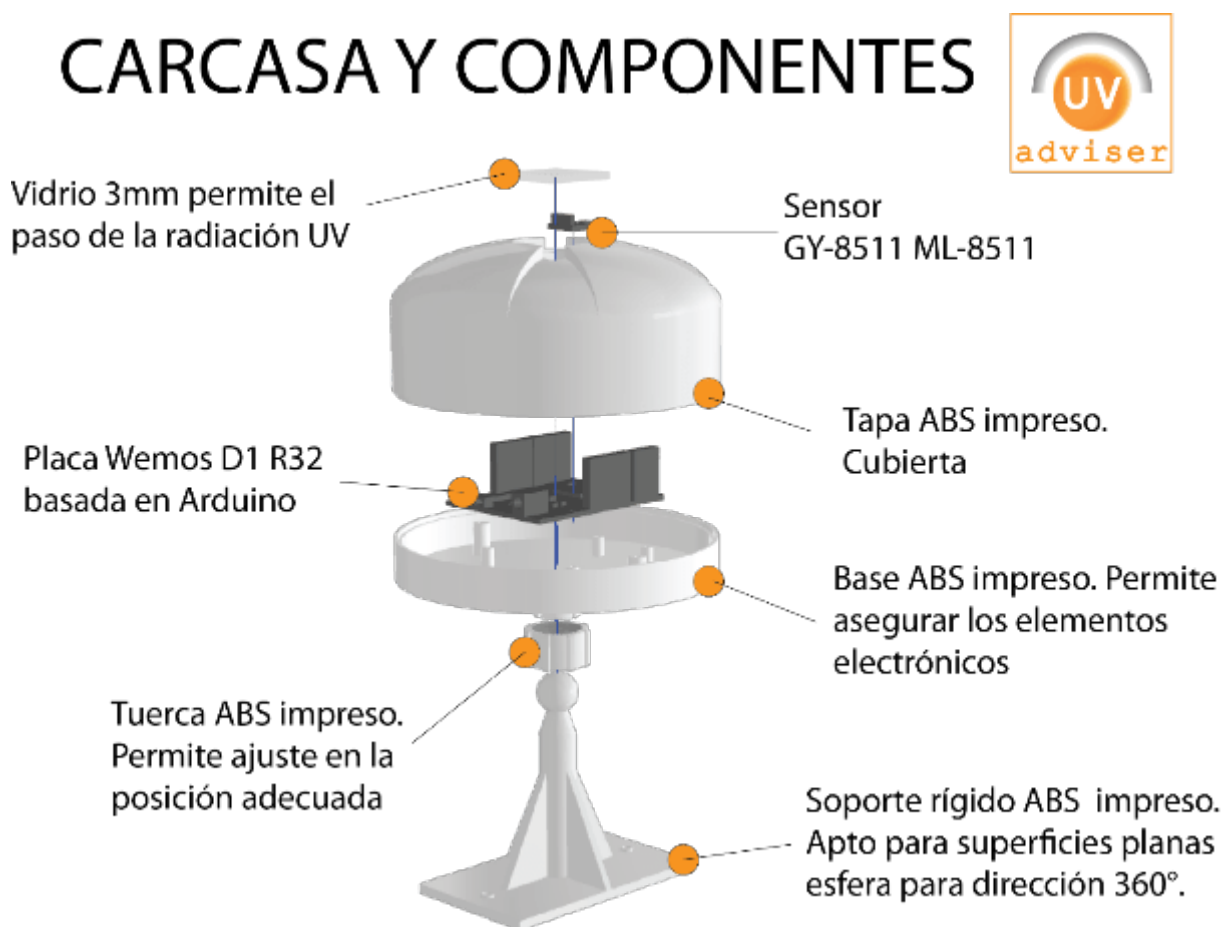 CARCASA Y COMPONENTES
UV
adviser
Vidrio 3mm permite el
paso de la radiación UV
Sensor
GY-8511 ML-8511
Tapa ABS impreso.
Cubierta
Placa Wemos D1 R32
basada en Arduino
Base ABS impreso. Permite
asegurar los elementos
electrónicos
Tuerca ABS impreso.
Permite ajuste en la
posición adecuada
Soporte rígido ABS  impreso.
Apto para superficies planas
esfera para dirección 360°.